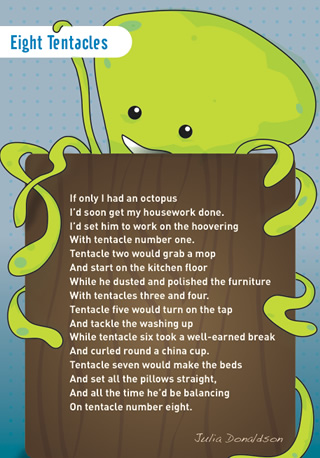 Eight Tentacles
If only I had an octopus
I'd soon get my housework done.
I'd set him to work on the hoovering
With tentacle number one.
Tentacle two would grab a mop
And start on the kitchen floor
While he dusted and polished the furniture
With tentacles three and four.
Tentacle five would turn on the tap
And tackle the washing up
While tentacle six took a well-earned break
And curled round a china cup.
Tentacle seven would make the beds
And set all the pillows straight,
And all the time he'd be balancing
On tentacle number eight.
Julia Donaldson